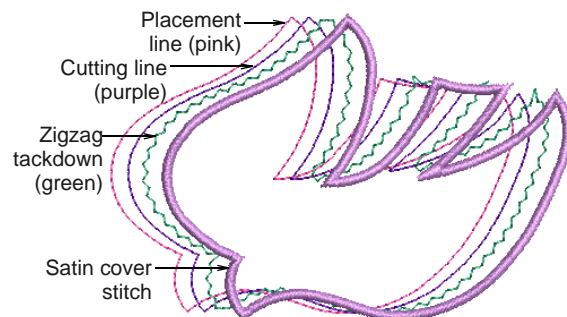 Placement
line (pink)
Cutting line
(purple)
Zigzag
tackdown
(green)
Satin cover
stitch